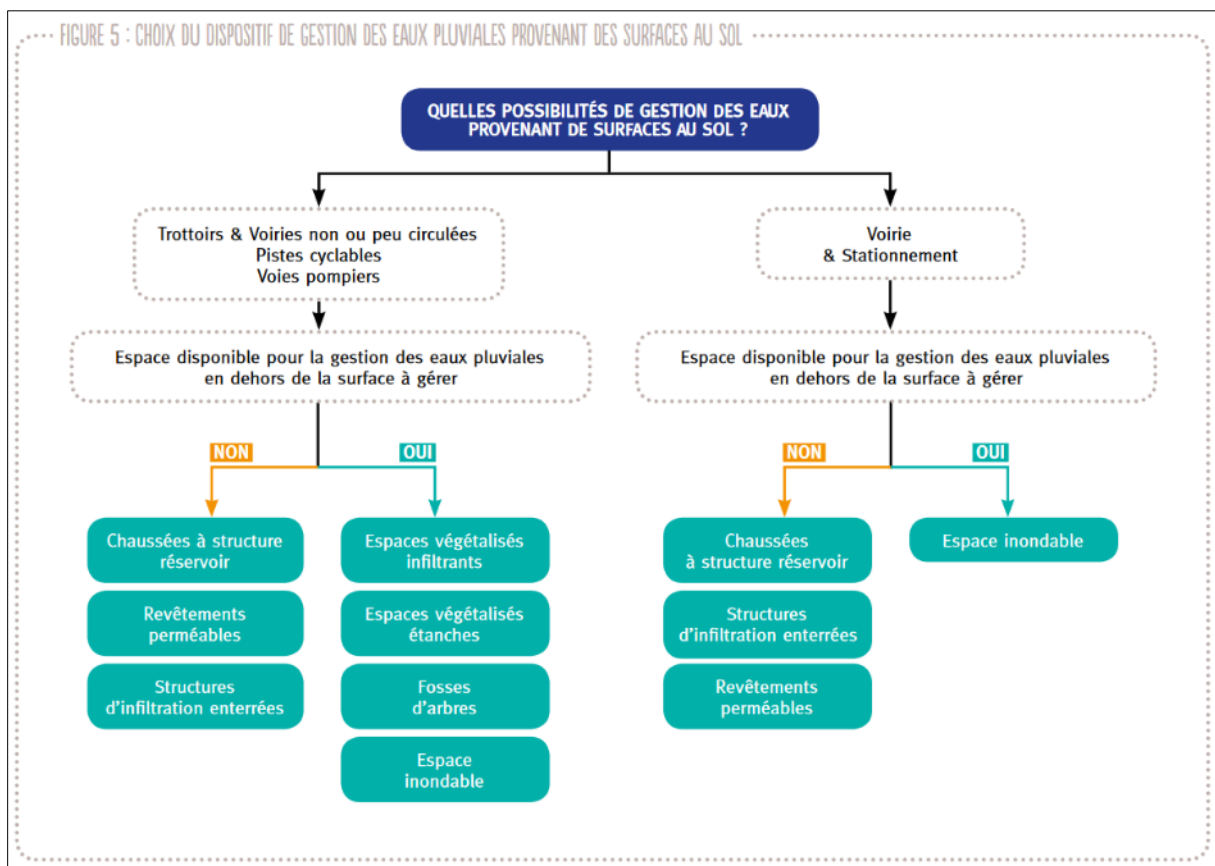 FIGURE 5 : CHOIX DU DISPOSITIF DE GESTION DES EAUX PLUVIALES PROVENANT DES SURFACES AU SOL
QUELLES POSSIBILITÉS DE GESTION DES EAUX
PROVENANT DE SURFACES AU SOL ?
Trottoirs & Voiries non ou peu circulées
Pistes cyclables
Voies pompiers
Espace disponible pour la gestion des eaux pluviales
en dehors de la surface à gérer
NON
OUI
Chaussées à structure
réservoir
Revêtements
perméables
Structures
d'infiltration enterrées
Espaces végétalisés
infiltrants
Espaces végétalisés
étanches
Fosses
d'arbres
Espace
inondable
Voirie
& Stationnement
Espace disponible pour la gestion des eaux pluviales
en dehors de la surface à gérer
NON
OUI
Chaussées
à structure réservoir
Structures
d'infiltration enterrées
Revêtements
perméables
Espace inondable